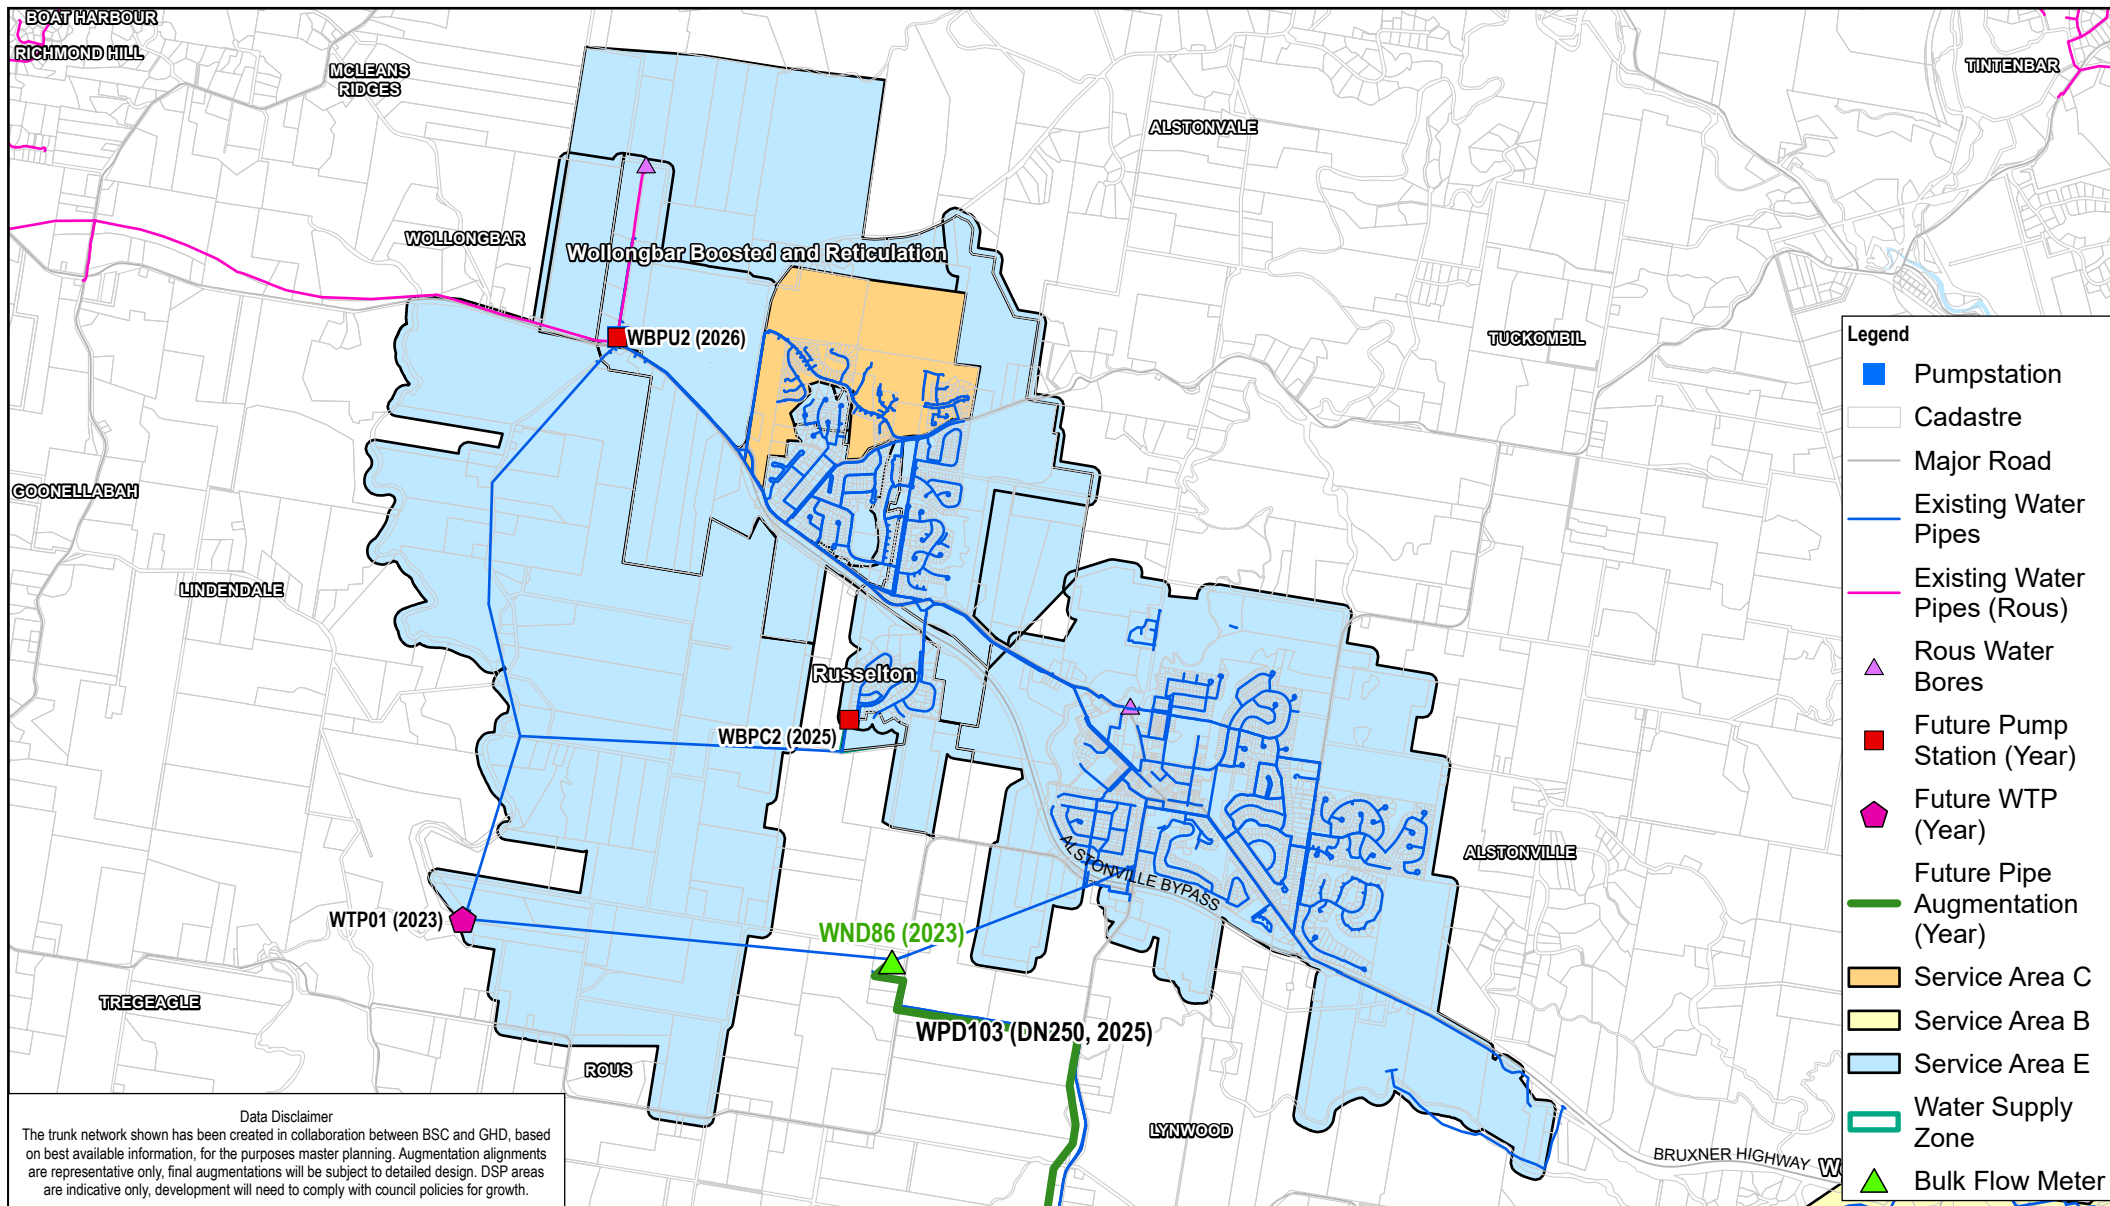 BOAT HARBOUR
RICHMOND HILL
MCLEANS
RIDGES
TINTENBAR
ALSTONVALE
WOLLONGBAR
Wollongbar Boosted and Reticulation
WBPU2 (2026)
TUCKOMBIL
GOONELLABAH
LINDENDALE
Russelton
WBPC2 (2025)
ALSTONVILLE
ALSTONVILLE BYPASS
WTP01 (2023)
WND86 (2023)
TREGEAGLE
WPD103 (DN250, 2025)
ROUS
LYNWOOD
BRUXNER HIGHWAY
Legend
Pumpstation
Cadastre
Major Road
Existing Water
Pipes
Existing Water
Pipes (Rous)
Rous Water
Bores
Future Pump
Station (Year)
Future WTP
(Year)
Future Pipe
Augmentation
(Year)
Service Area C
Service Area B
Service Area E
Water Supply
Zone
Bulk Flow Meter
Data Disclaimer
The trunk network shown has been created in collaboration between BSC and GHD, based
on best available information, for the purposes master planning. Augmentation alignments
are representative only, final augmentations will be subject to detailed design. DSP areas
are indicative only, development will need to comply with council policies for growth.